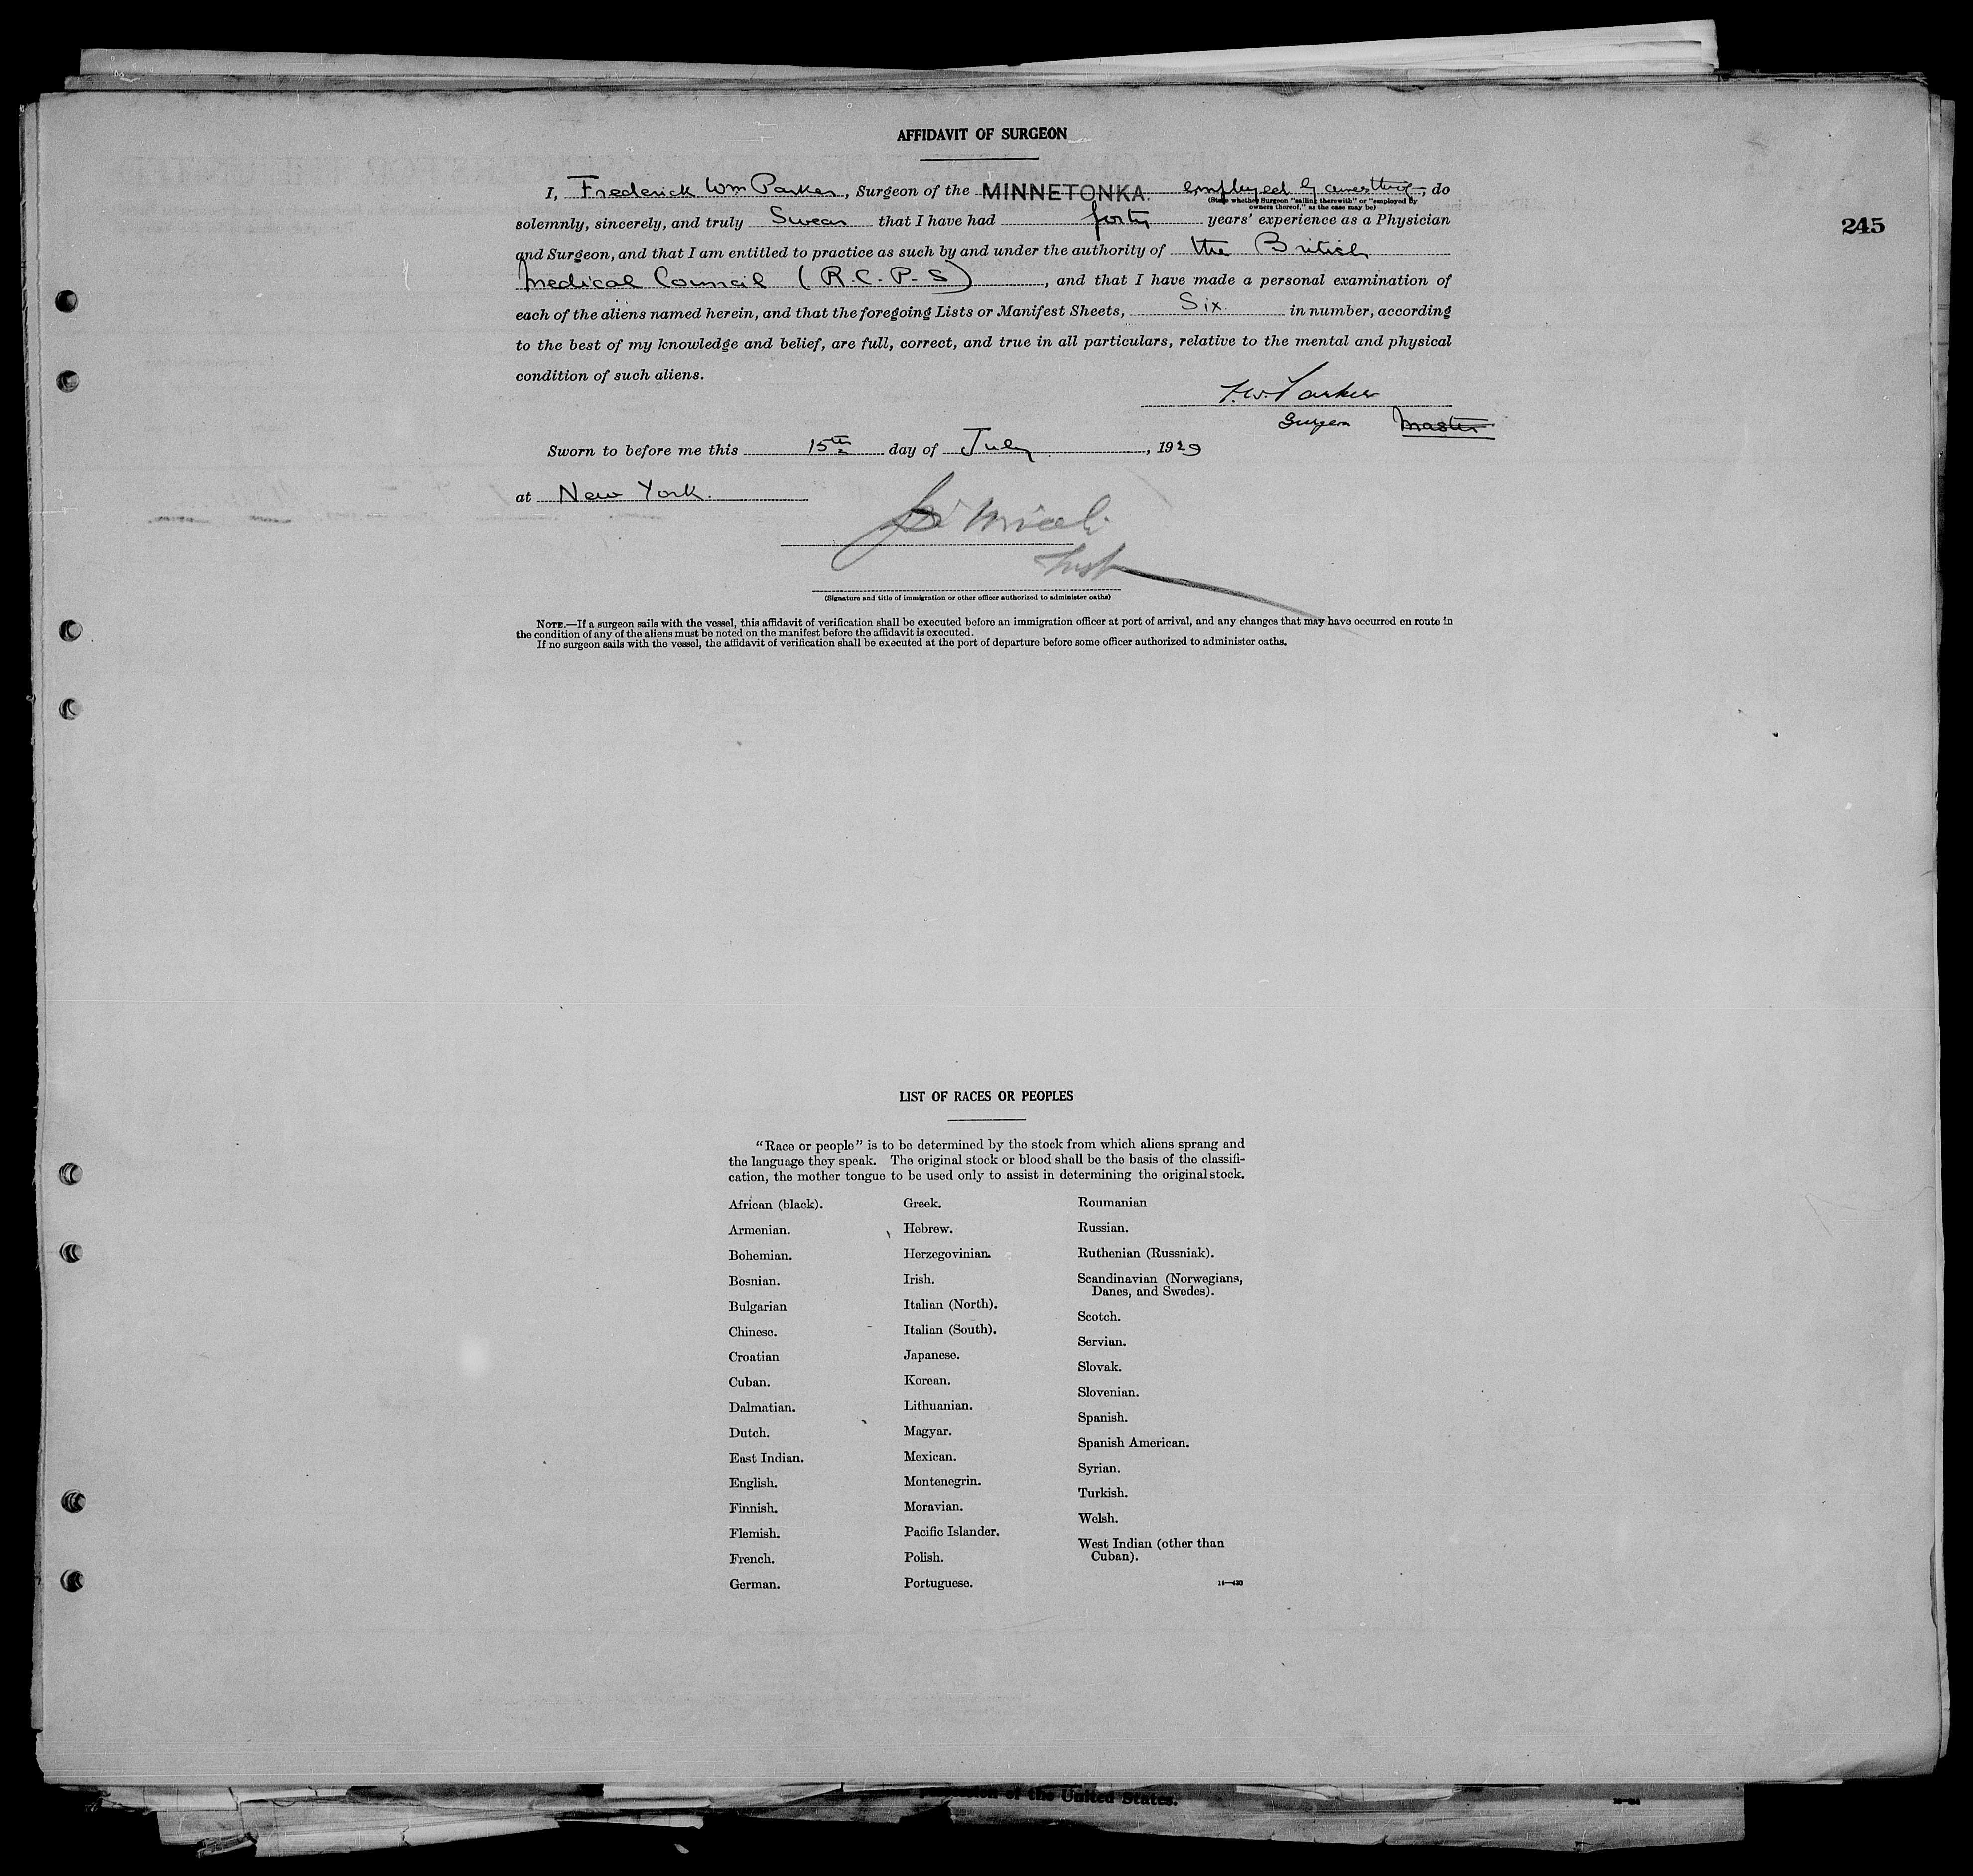 AFFIDAVIT OF SURGEON
I, Frederick Wm Parker, Surgeon of the MINNETONKA. employed by owners thereof, do
(State whether Surgeon "sailing therewith" or "employed by
owners thereof," as the case may be)
solemnly, sincerely, and truly Swear that I have had forty years' experience as a Physician
245
and Surgeon, and that I am entitled to practice as such by and under the authority of the British
Medical Council (R.C.P.S), and that I have made a personal examination of
each of the aliens named herein, and that the foregoing Lists or Manifest Sheets, Six. in number, according
to the best of my knowledge and belief, are full, correct, and true in all particulars, relative to the mental and physical
condition of such aliens.
F.W. Parker
Surgeon Master
Sworn to before me this 15th day of July, 1929
at New York.
(Signature and title of immigration or other officer authorized to administer oaths)
NOTE.—If a surgeon sails with the vessel, this affidavit of verification shall be executed before an immigration officer at port of arrival, and any changes that may have occurred en route in
the condition of any of the aliens must be noted on the manifest before the affidavit is executed.
If no surgeon sails with the vessel, the affidavit of verification shall be executed at the port of departure before some officer authorized to administer oaths.
LIST OF RACES OR PEOPLES
"Race or people" is to be determined by the stock from which aliens sprang and
the language they speak. The original stock or blood shall be the basis of the classifi-
cation, the mother tongue to be used only to assist in determining the original stock.
African (black).
Armenian.
Bohemian.
Bosnian.
Bulgarian
Chinese.
Croatian
Cuban.
Dalmatian.
Dutch.
East Indian.
English.
Finnish.
Flemish.
French.
German.
Greek.
Hebrew.
Herzegovinian.
Irish.
Italian (North).
Italian (South).
Japanese.
Korean.
Lithuanian.
Magyar.
Mexican.
Montenegrin.
Moravian.
Pacific Islander.
Polish.
Portuguese.
Roumanian
Russian.
Ruthenian (Russniak).
Scandinavian (Norwegians,
Danes, and Swedes).
Scotch.
Servian.
Slovak.
Slovenian.
Spanish.
Spanish American.
Syrian.
Turkish.
Welsh.
West Indian (other than
Cuban).
14—430
of the United States.